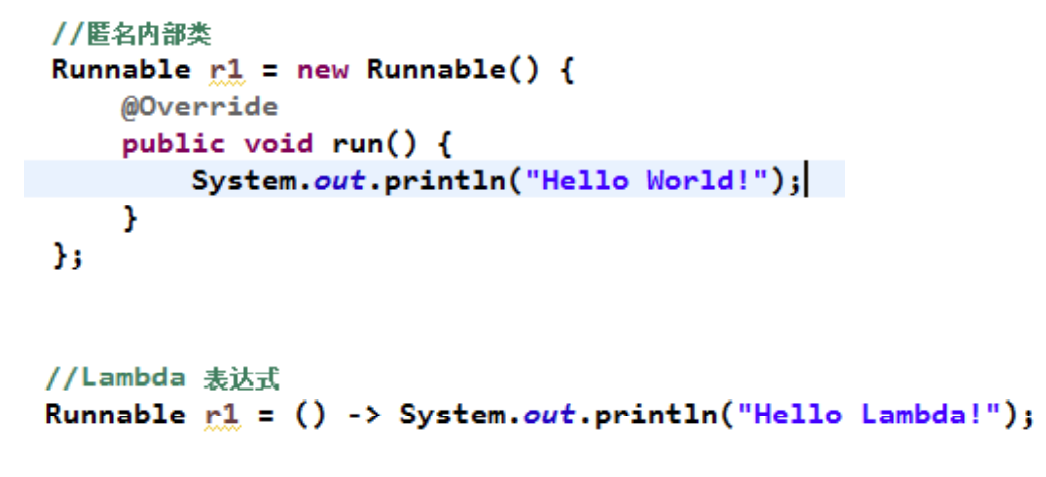 //匿名内部类
Runnable r1 = new Runnable() {
    @Override
    public void run() {
        System.out.println("Hello World!");
    }
};
//Lambda 表达式
Runnable r1 = () -> System.out.println("Hello Lambda!");